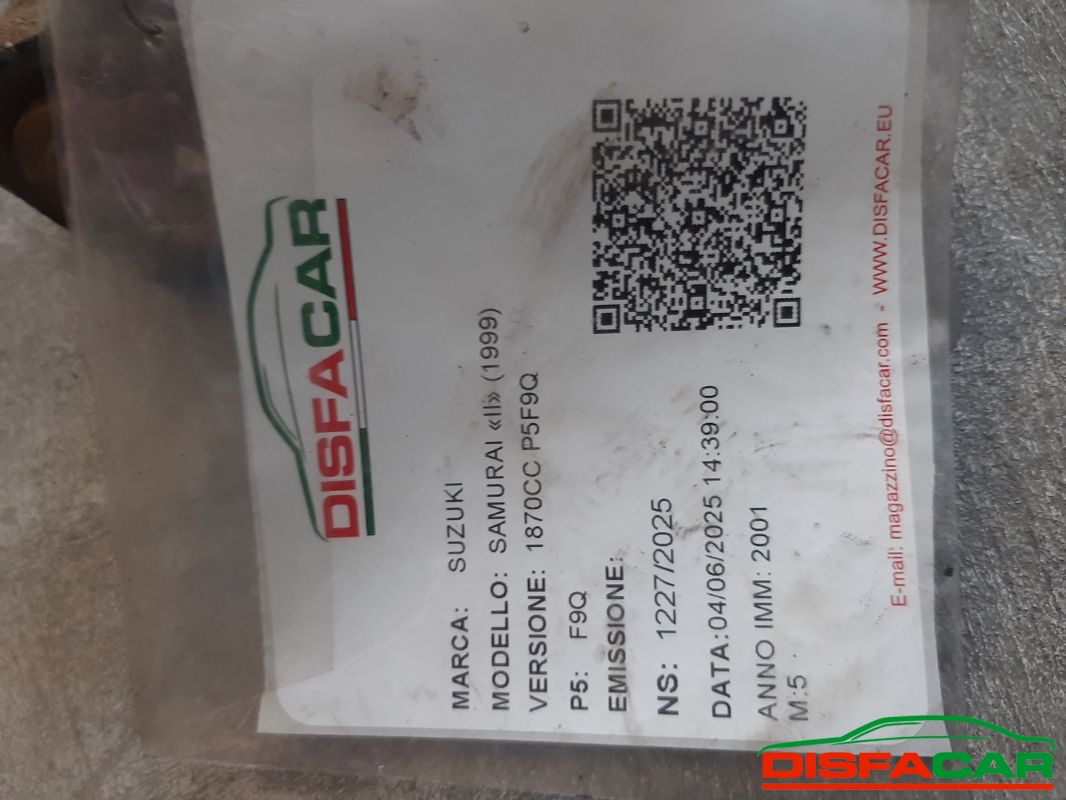 DISFACAR
MARCA: SUZUKI
MODELLO: SAMURAI «II» (1999)
VERSIONE: 1870CC P5F9Q
P5: F9Q
EMISSIONE:
NS: 1227/2025
DATA:04/06/2025 14:39:00
ANNO IMM: 2001
M:5
E-mail: magazzino@disfacar.com - WWW.DISFACAR.EU
DISFACAR